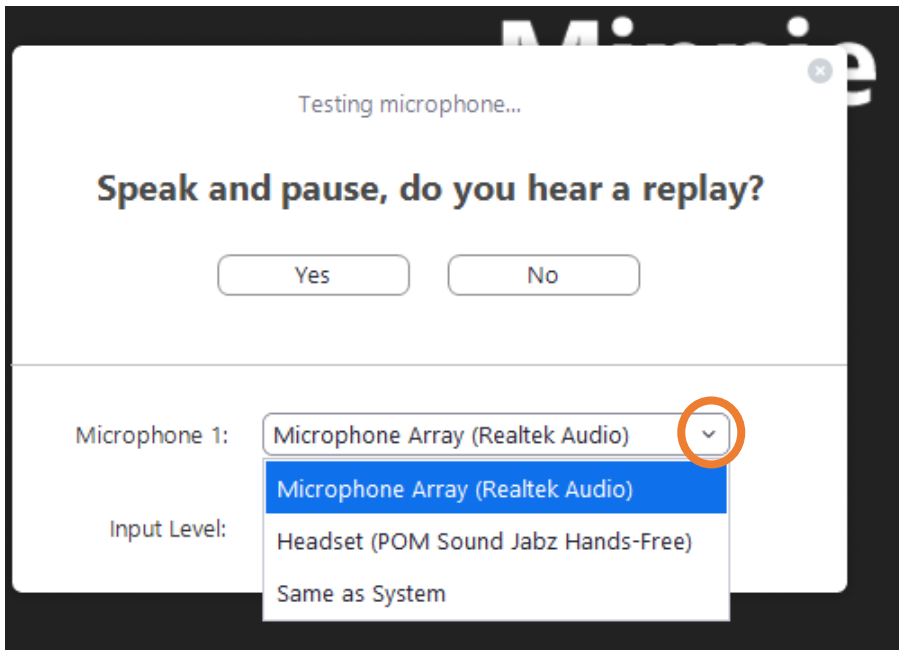 Minnie
Testing microphone...
Speak and pause, do you hear a replay?
Yes
No
Microphone 1:
Microphone Array (Realtek Audio)
Microphone Array (Realtek Audio)
Input Level:
Headset (POM Sound Jabz Hands-Free)
Same as System